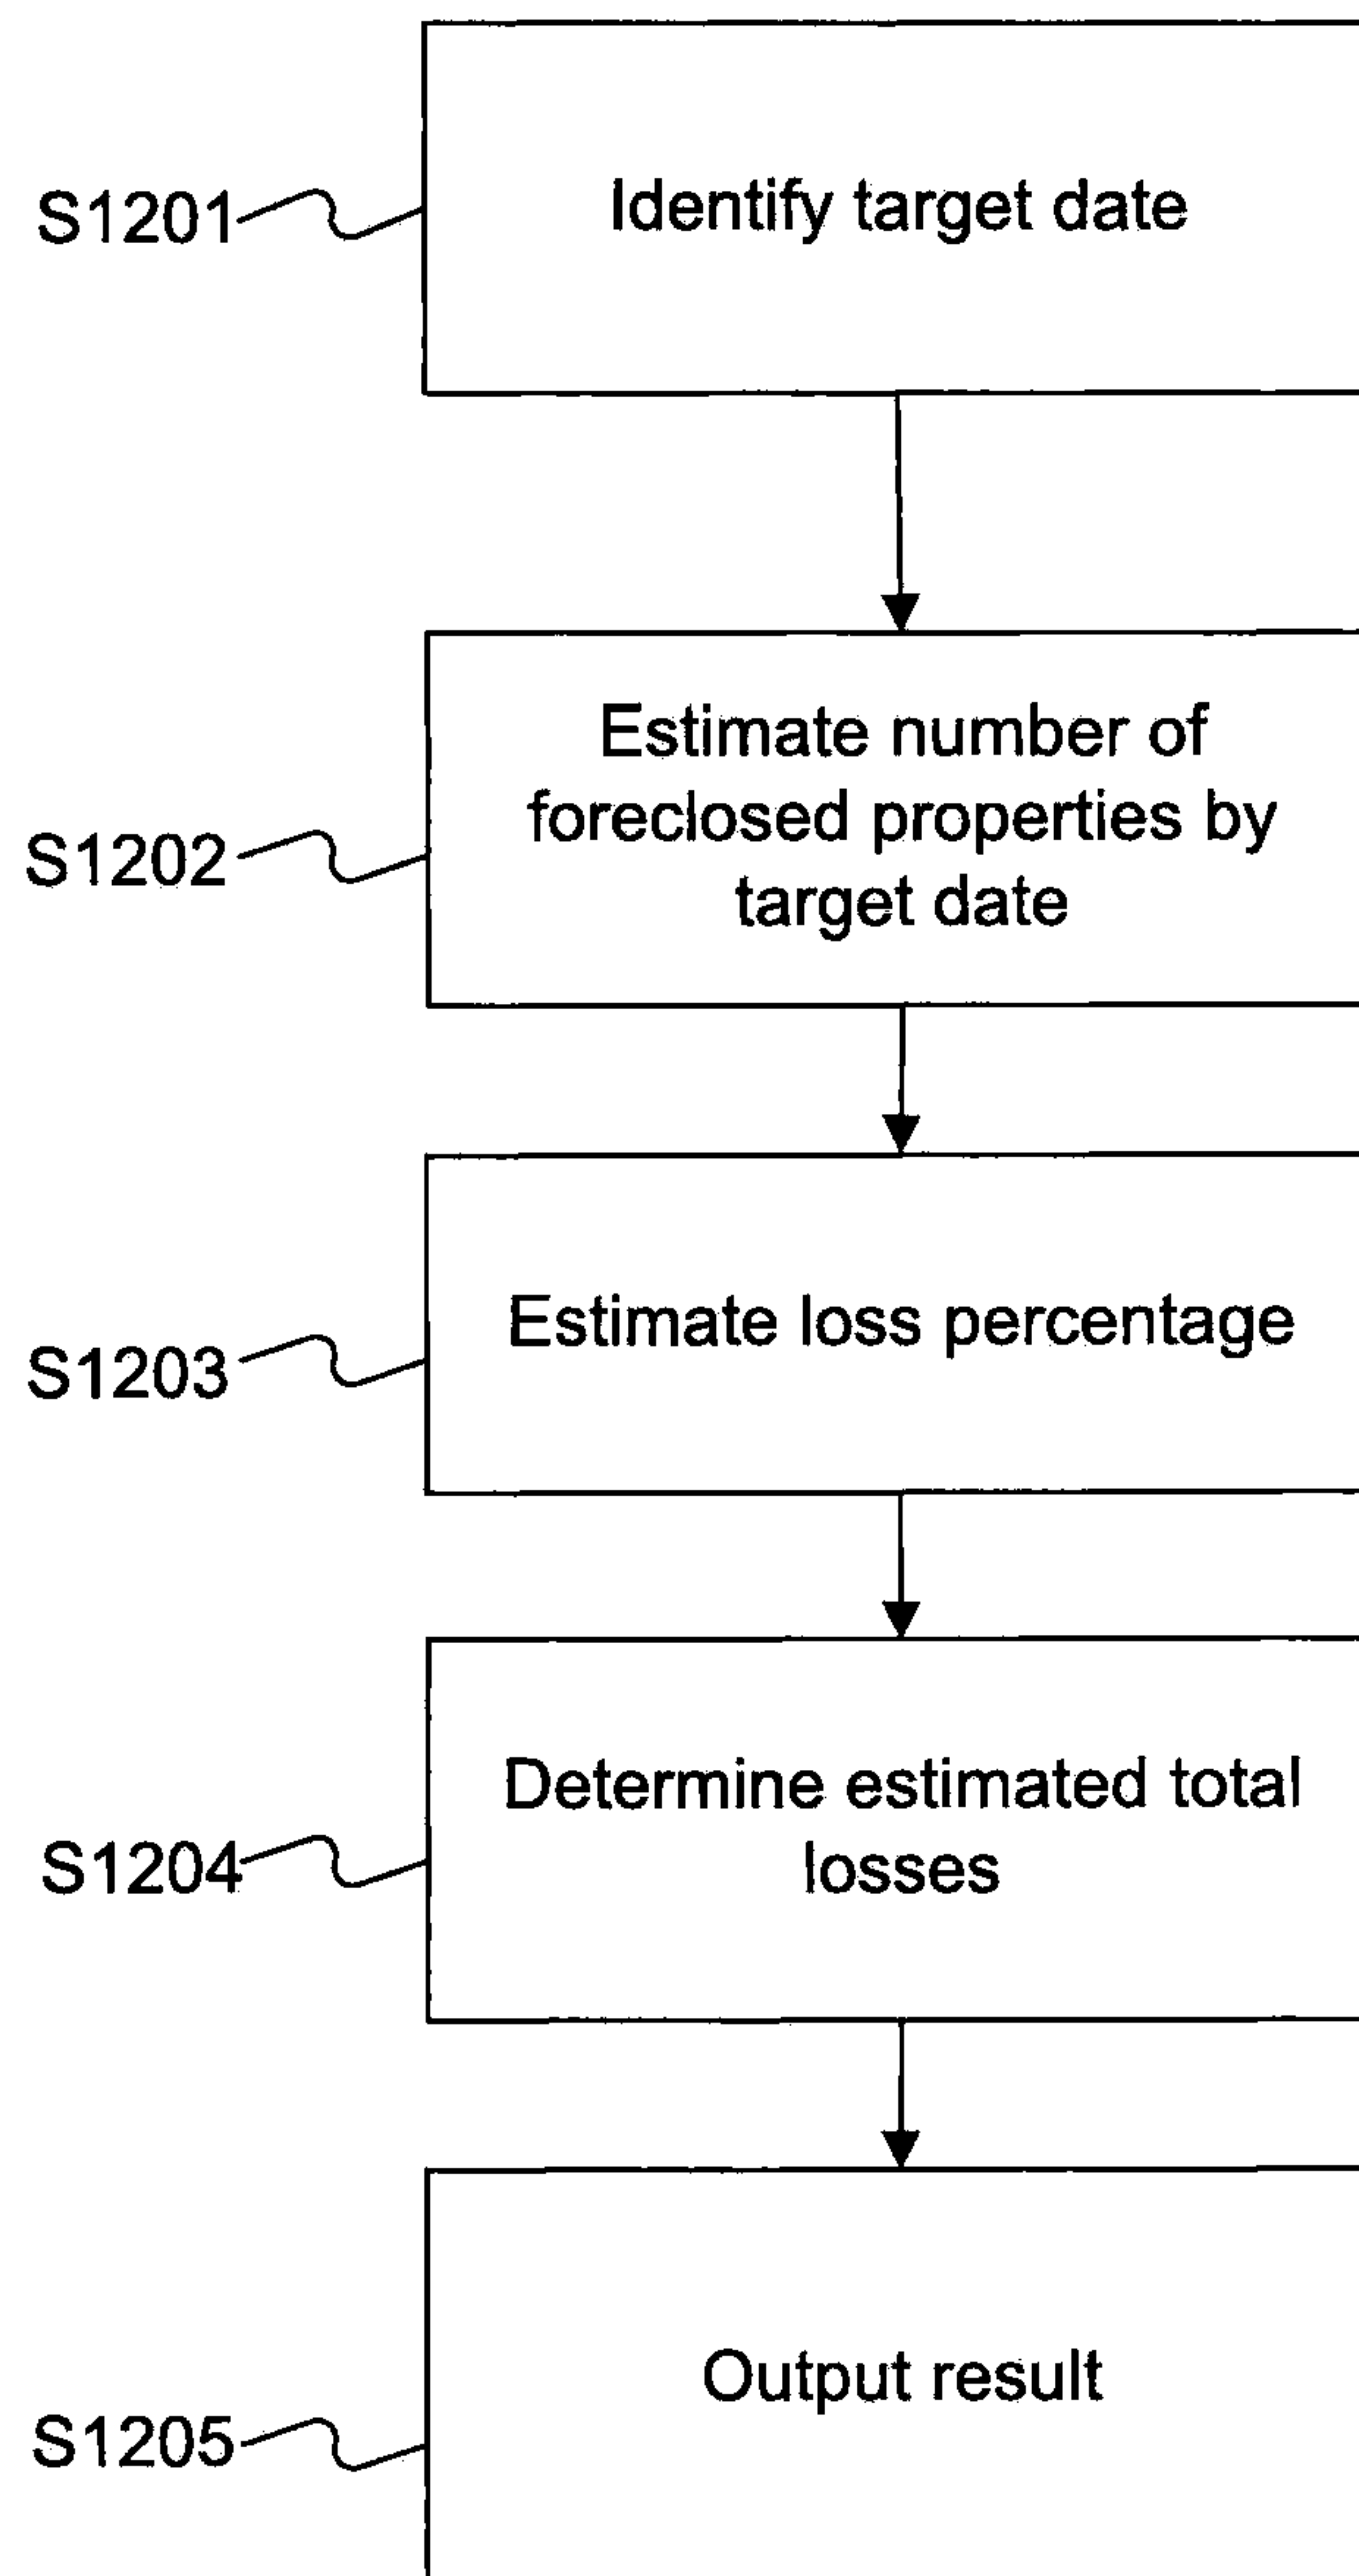 S1201
Identify target date
S1202
Estimate number of
foreclosed properties by
target date
S1203
Estimate loss percentage
S1204
Determine estimated total
losses
S1205
Output result